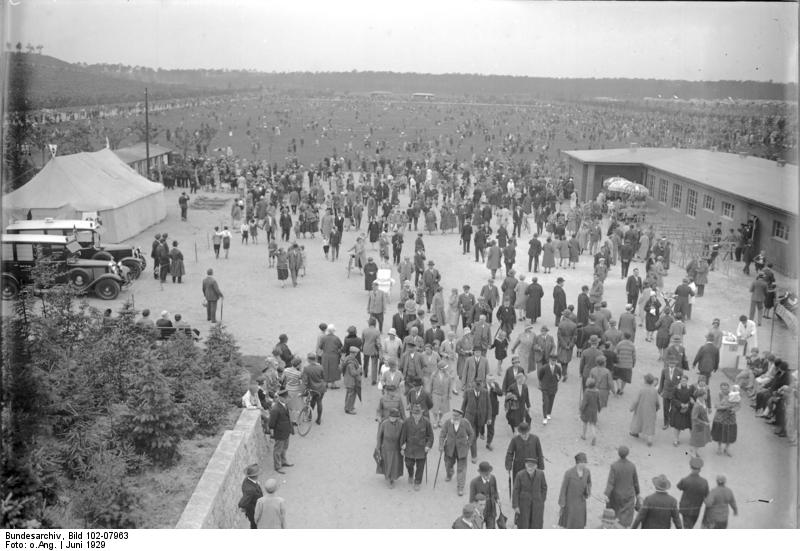 Bundesarchiv, Bild 102-07963
Foto: o.Ang. | Juni 1929